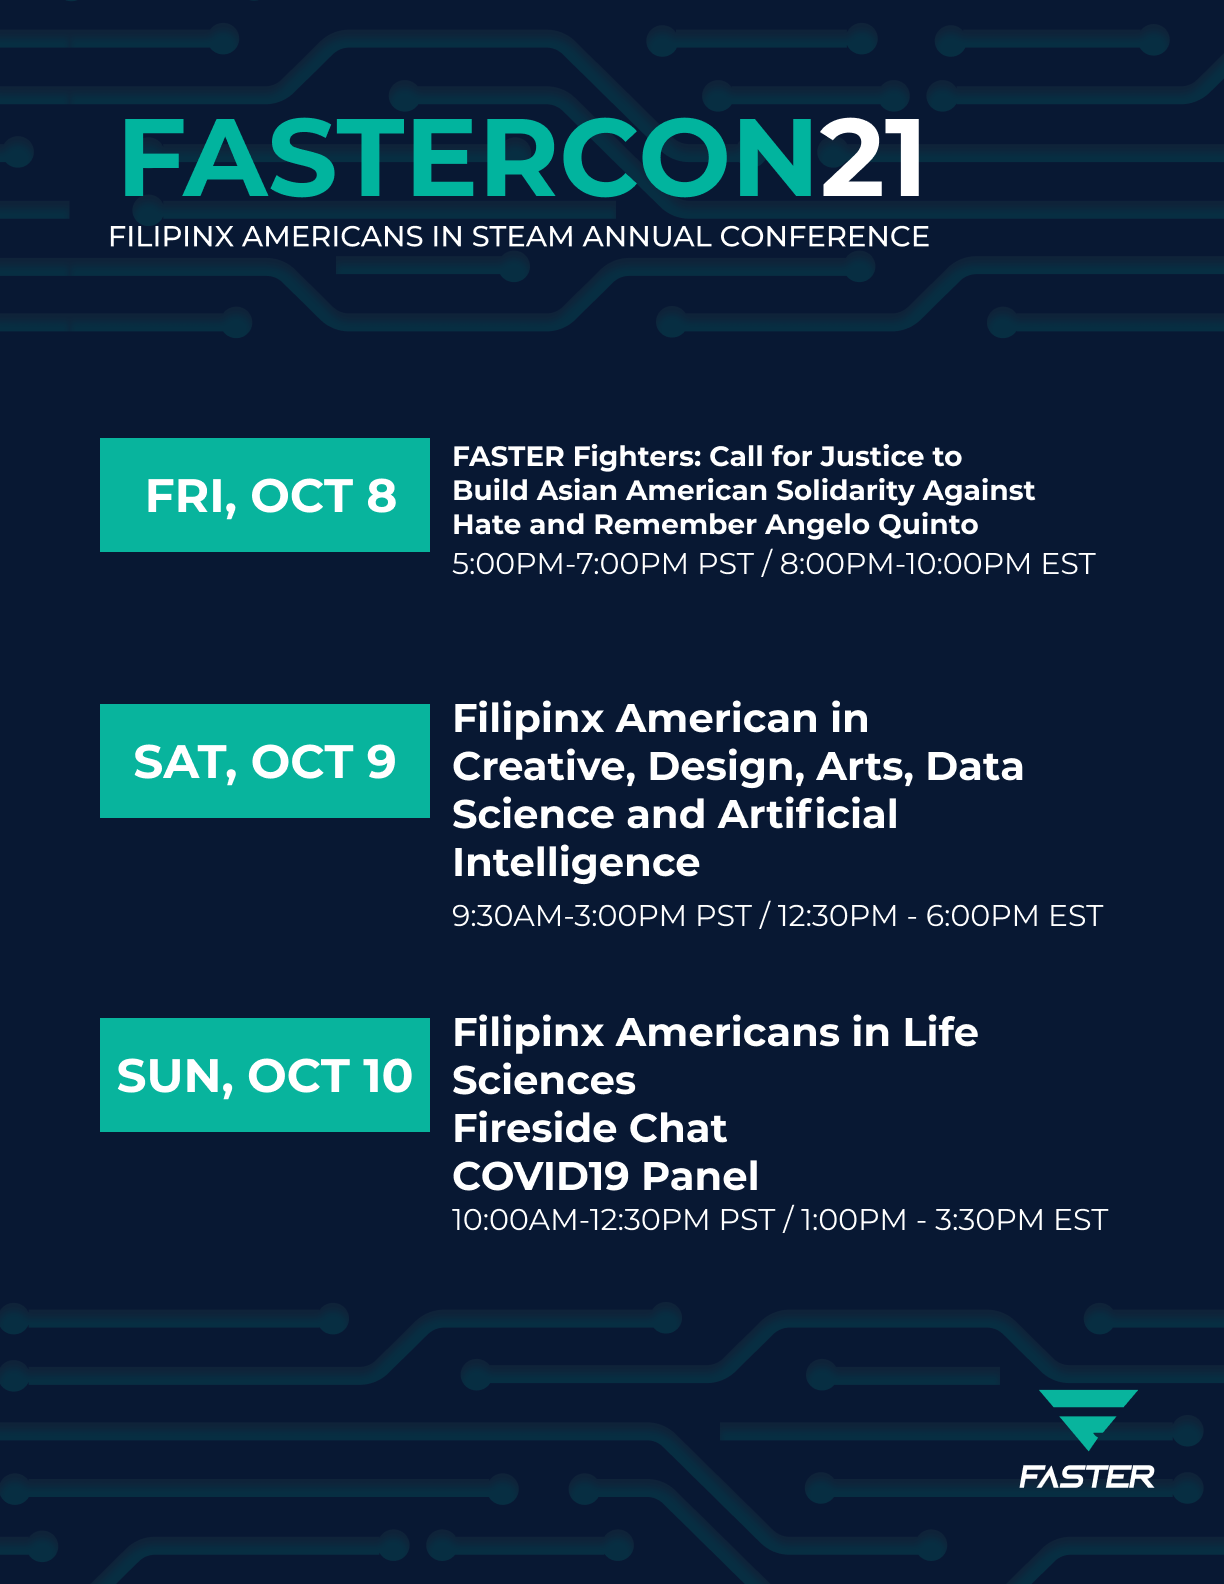 FASTERCON21
FILIPINX AMERICANS IN STEAM ANNUAL CONFERENCE
FRI, OCT 8
FASTER Fighters: Call for Justice to
Build Asian American Solidarity Against
Hate and Remember Angelo Quinto
5:00PM-7:00PM PST / 8:00PM-10:00PM EST
SAT, OCT 9
Filipinx American in
Creative, Design, Arts, Data
Science and Artificial
Intelligence
9:30AM-3:00PM PST / 12:30PM - 6:00PM EST
SUN, OCT 10
Filipinx Americans in Life
Sciences
Fireside Chat
COVID19 Panel
10:00AM-12:30PM PST / 1:00PM - 3:30PM EST
FASTER